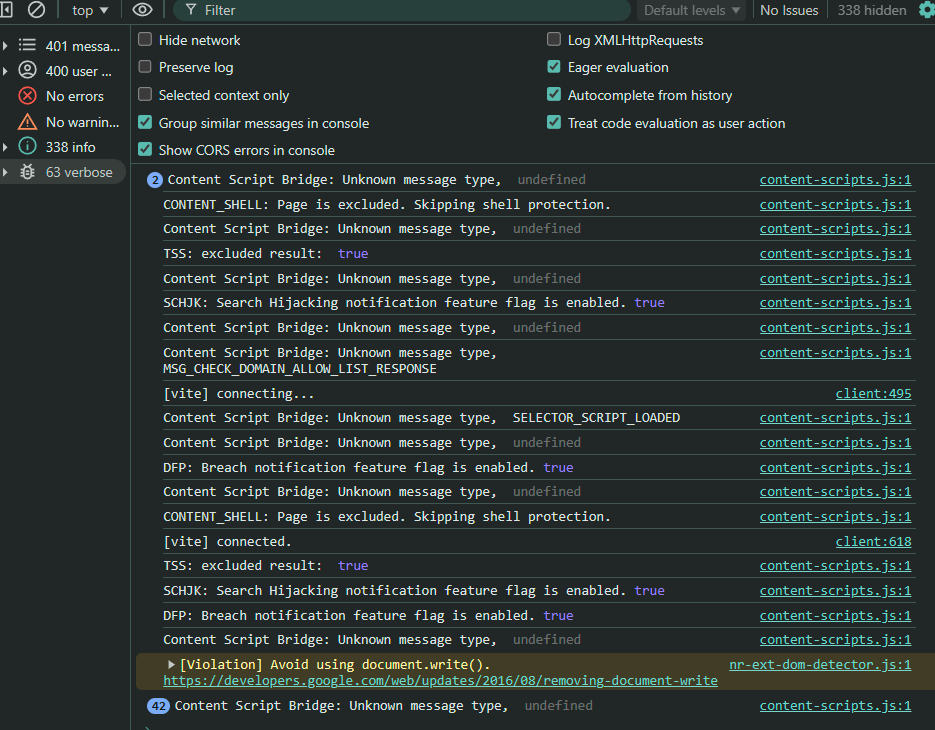 top
Filter
Default levels
No Issues
338 hidden
401 messa...
400 user ...
No errors
No warnin...
338 info
63 verbose
Hide network
Log XMLHttpRequests
Preserve log
Eager evaluation
Selected context only
Autocomplete from history
Group similar messages in console
Treat code evaluation as user action
Show CORS errors in console
2 Content Script Bridge: Unknown message type, undefined content-scripts.js:1
CONTENT_SHELL: Page is excluded. Skipping shell protection. content-scripts.js:1
Content Script Bridge: Unknown message type, undefined content-scripts.js:1
TSS: excluded result: true content-scripts.js:1
Content Script Bridge: Unknown message type, undefined content-scripts.js:1
SCHJK: Search Hijacking notification feature flag is enabled. true content-scripts.js:1
Content Script Bridge: Unknown message type, undefined content-scripts.js:1
Content Script Bridge: Unknown message type, content-scripts.js:1
MSG_CHECK_DOMAIN_ALLOW_LIST_RESPONSE
[vite] connecting... client:495
Content Script Bridge: Unknown message type, SELECTOR_SCRIPT_LOADED content-scripts.js:1
Content Script Bridge: Unknown message type, undefined content-scripts.js:1
DFP: Breach notification feature flag is enabled. true content-scripts.js:1
Content Script Bridge: Unknown message type, undefined content-scripts.js:1
CONTENT_SHELL: Page is excluded. Skipping shell protection. content-scripts.js:1
[vite] connected. client:618
TSS: excluded result: true content-scripts.js:1
SCHJK: Search Hijacking notification feature flag is enabled. true content-scripts.js:1
DFP: Breach notification feature flag is enabled. true content-scripts.js:1
Content Script Bridge: Unknown message type, undefined content-scripts.js:1
[Violation] Avoid using document.write(). nr-ext-dom-detector.js:1
https://developers.google.com/web/updates/2016/08/removing-document-write
42 Content Script Bridge: Unknown message type, undefined content-scripts.js:1